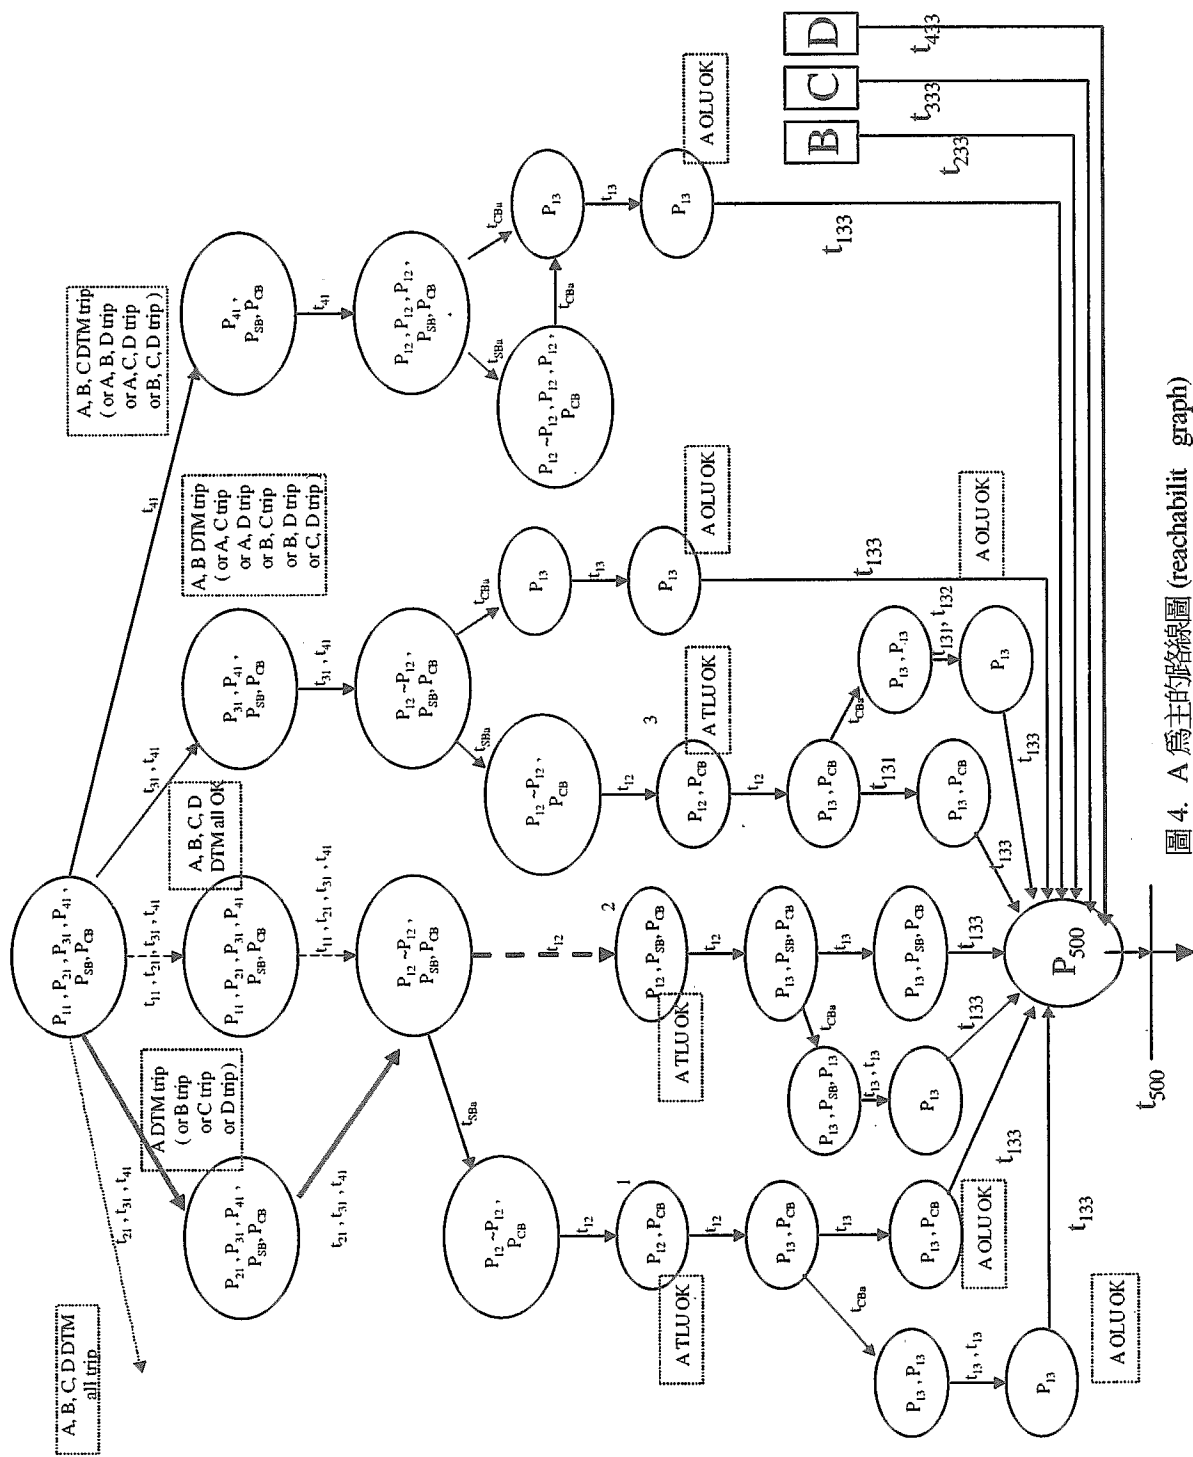 A, B, C, D DTM
all trip
t21 , t31 , t41
A DTM trip
( or B trip
or C trip
or D trip)
P11 , P21 , P31 , P41 ,
PSB, PCB
t11 , t21 , t31 , t41
A, B, C, D
DTM all OK
t31 , t41
t41
A, B DTM trip
( or A, C trip
or A, D trip
or B, C trip
or B, D trip
or C, D trip
A, B, C DTM trip
( or A, B, D trip
or A, C, D trip
or B, C, D trip )
P21 , P31 , P41 ,
PSB, PCB
P11 , P21 , P31 , P41
PSB, PCB
P31 , P41 ,
PSB, PCB
P41 ,
PSB, PCB
t21 , t31 , t41
t11 , t21 , t31 , t41
t31 , t41
t41
P12 ~P12 ,
PSB, PCB
P12 ~P12 ,
PSB, PCB
P12 , P12 , P12 ,
PSB, PCB
tSBa
t12
tSBa
tCBa
tSBa
tCBa
P12 ~P12 ,
PCB
P12 ~P12 ,
PCB
P13
P12 ~P12 , P12 , P12 ,
PCB
tCBa
P13
t12
t12
t13
t13
1
2
3
A TLU OK
P12 , PCB
A TLU OK
P12 , PSB, PCB
P12 , PCB
A TLU OK
P13
A OLU OK
P13
A OLU OK
t12
t12
t12
P13 , PCB
P13 , PSB, PCB
P13 , PCB
tCBa
t13
tCBa
t13
t131
tCBa
P13 , P13
P13 , PCB
P13 , PSB, P13
P13 , PSB, PCB
P13 , PCB
P13 , P13
t13 , t13
t13 , t13
t131, t132
P13
P13
P13
A OLU OK
A OLU OK
A OLU OK
t133
t133
t133
t133
t133
t133
t133
t133
B
C
D
t233
t333
t433
P500
t500
圖 4. A 爲主的路線圖 (reachabilit graph)